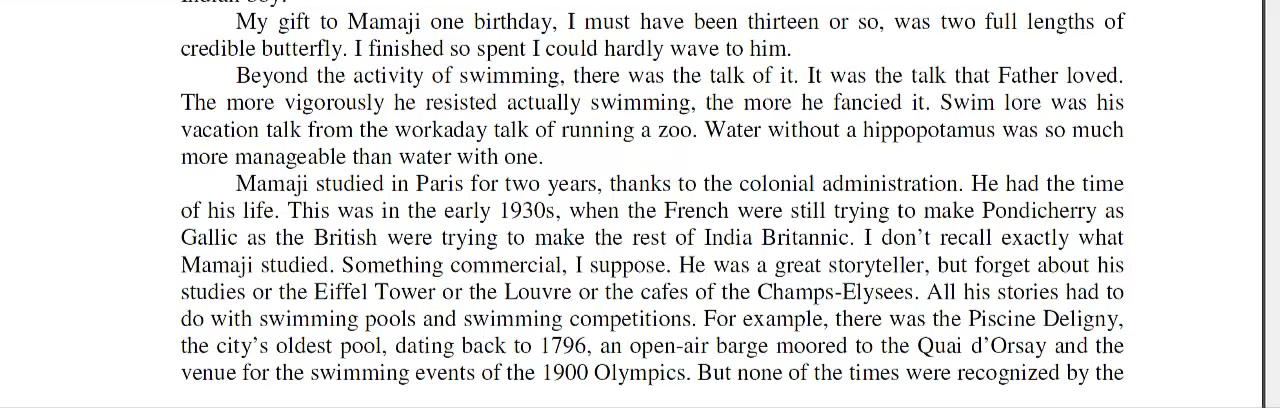 My gift to Mamaji one birthday, I must have been thirteen or so, was two full lengths of
credible butterfly. I finished so spent I could hardly wave to him.
Beyond the activity of swimming, there was the talk of it. It was the talk that Father loved.
The more vigorously he resisted actually swimming, the more he fancied it. Swim lore was his
vacation talk from the workaday talk of running a zoo. Water without a hippopotamus was so much
more manageable than water with one.
Mamaji studied in Paris for two years, thanks to the colonial administration. He had the time
of his life. This was in the early 1930s, when the French were still trying to make Pondicherry as
Gallic as the British were trying to make the rest of India Britannic. I don’t recall exactly what
Mamaji studied. Something commercial, I suppose. He was a great storyteller, but forget about his
studies or the Eiffel Tower or the Louvre or the cafes of the Champs-Elysees. All his stories had to
do with swimming pools and swimming competitions. For example, there was the Piscine Deligny,
the city’s oldest pool, dating back to 1796, an open-air barge moored to the Quai d’Orsay and the
venue for the swimming events of the 1900 Olympics. But none of the times were recognized by the